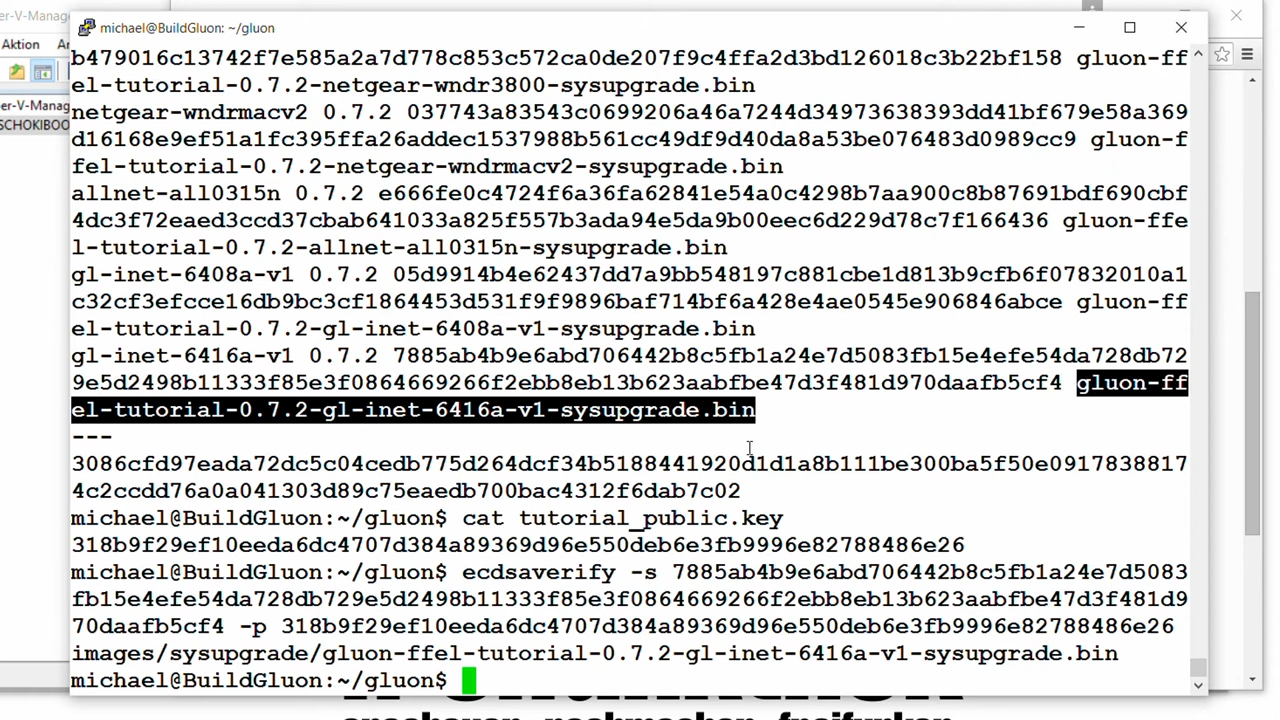 er-V-Manag
michael@BuildGluon: ~/gluon
Aktion
er-V-Manag
SCHOKIBOO
b479016c13742f7e585a2a7d778c853c572ca0de207f9c4ffa2d3bd126018c3b22bf158 gluon-ff
el-tutorial-0.7.2-netgear-wndr3800-sysupgrade.bin
netgear-wndrmacv2 0.7.2 037743a83543c0699206a46a7244d34973638393dd41bf679e58a369
d16168e9ef51a1fc395ffa26addec1537988b561cc49df9d40da8a53be076483d0989cc9 gluon-f
fel-tutorial-0.7.2-netgear-wndrmacv2-sysupgrade.bin
allnet-all0315n 0.7.2 e666fe0c4724f6a36fa62841e54a0c4298b7aa900c8b87691bdf690cbf
4dc3f72eaed3ccd37cbab641033a825f557b3ada94e5da9b00eec6d229d78c7f166436 gluon-ffe
l-tutorial-0.7.2-allnet-all0315n-sysupgrade.bin
gl-inet-6408a-v1 0.7.2 05d9914b4e62437dd7a9bb548197c881cbe1d813b9cfb6f07832010a1
c32cf3efcce16db9bc3cf1864453d531f9f9896baf714bf6a428e4ae0545e906846abce gluon-ff
el-tutorial-0.7.2-gl-inet-6408a-v1-sysupgrade.bin
gl-inet-6416a-v1 0.7.2 7885ab4b9e6abd706442b8c5fb1a24e7d5083fb15e4efe54da728db72
9e5d2498b11333f85e3f0864669266f2ebb8eb13b623aabfbe47d3f481d970daafb5cf4 gluon-ff
el-tutorial-0.7.2-gl-inet-6416a-v1-sysupgrade.bin
---
3086cfd97eada72dc5c04cedb775d264dcf34b5188441920d1d1a8b111be300ba5f50e0917838817
4c2ccdd76a0a041303d89c75eaedb700bac4312f6dab7c02
michael@BuildGluon:~/gluon$ cat tutorial_public.key
318b9f29ef10eeda6dc4707d384a89369d96e550deb6e3fb9996e82788486e26
michael@BuildGluon:~/gluon$ ecdsaverify -s 7885ab4b9e6abd706442b8c5fb1a24e7d5083
fb15e4efe54da728db729e5d2498b11333f85e3f0864669266f2ebb8eb13b623aabfbe47d3f481d9
70daafb5cf4 -p 318b9f29ef10eeda6dc4707d384a89369d96e550deb6e3fb9996e82788486e26
images/sysupgrade/gluon-ffel-tutorial-0.7.2-gl-inet-6416a-v1-sysupgrade.bin
michael@BuildGluon:~/gluon$